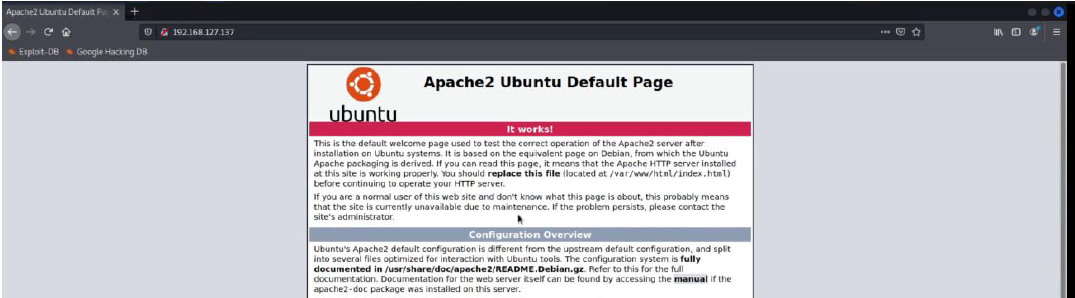 Apache2 Ubuntu Default Pa
192.168.127.137
Exploit-DB Google Hacking DB
ubuntu
Apache2 Ubuntu Default Page
It works!
This is the default welcome page used to test the correct operation of the Apache2 server after
installation on Ubuntu systems. It is based on the equivalent page on Debian, from which the Ubuntu
Apache packaging is derived. If you can read this page, it means that the Apache HTTP server installed
at this site is working properly. You should replace this file (located at /var/www/html/index.html)
before continuing to operate your HTTP server.
If you are a normal user of this web site and don't know what this page is about, this probably means
that the site is currently unavailable due to maintenance. If the problem persists, please contact the
site's administrator.
Configuration Overview
Ubuntu's Apache2 default configuration is different from the upstream default configuration, and split
into several files optimized for interaction with Ubuntu tools. The configuration system is fully
documented in /usr/share/doc/apache2/README.Debian.gz. Refer to this for the full
documentation. Documentation for the web server itself can be found by accessing the manual if the
apache2-doc package was installed on this server.